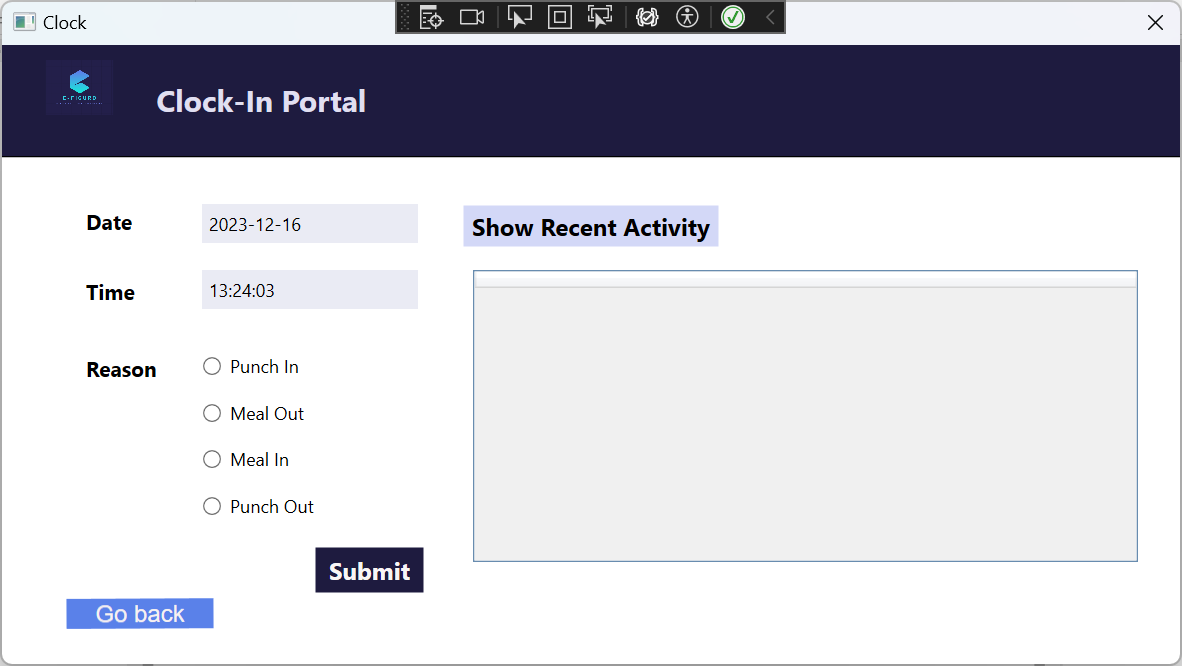 Clock
C-FIGURD
Clock-In Portal
Date
2023-12-16
Show Recent Activity
Time
13:24:03
Reason
Punch In
Meal Out
Meal In
Punch Out
Submit
Go back